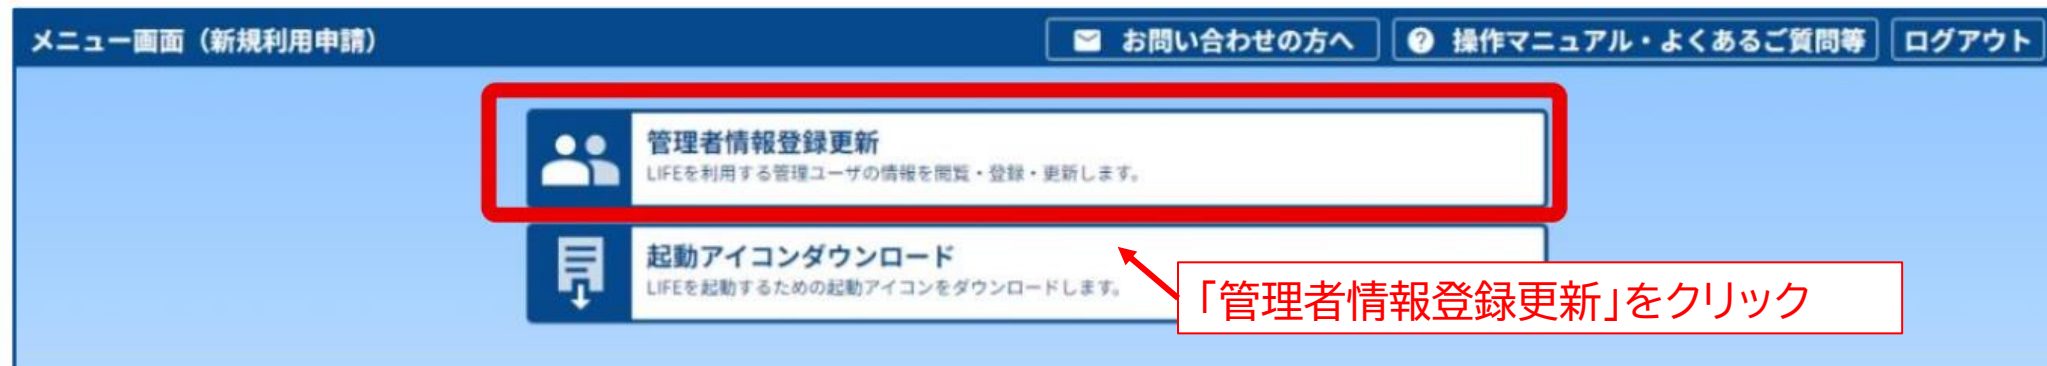 メニュー画面（新規利用申請）
お問い合わせの方へ
操作マニュアル・よくあるご質問等
ログアウト
管理者情報登録更新
LIFEを利用する管理ユーザの情報を閲覧・登録・更新します。
起動アイコンダウンロード
LIFEを起動するための起動アイコンをダウンロードします。
「管理者情報登録更新」をクリック